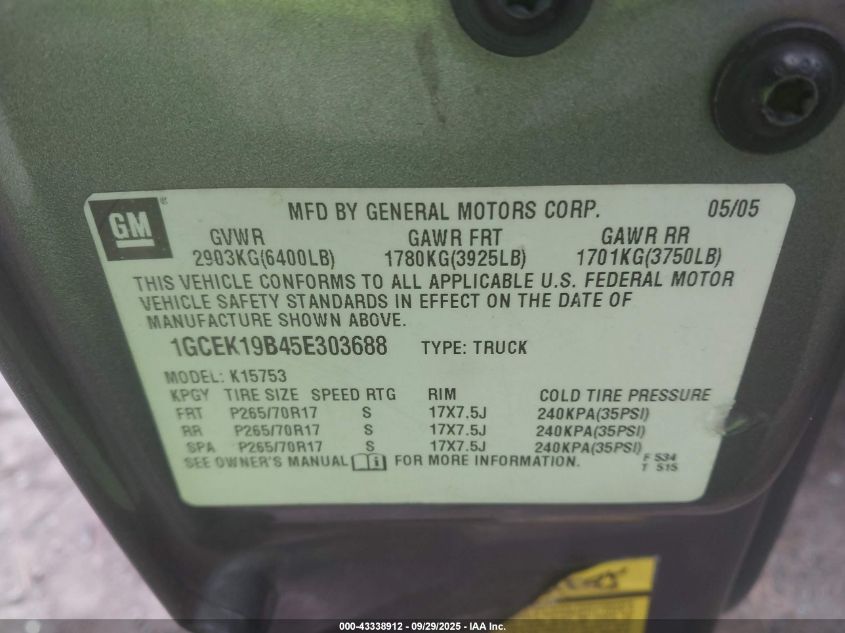 GM ®
MFD BY GENERAL MOTORS CORP. 05/05
GVWR GAWR FRT GAWR RR
2903KG(6400LB) 1780KG(3925LB) 1701KG(3750LB)
THIS VEHICLE CONFORMS TO ALL APPLICABLE U.S. FEDERAL MOTOR
VEHICLE SAFETY STANDARDS IN EFFECT ON THE DATE OF
MANUFACTURE SHOWN ABOVE.
1GCEK19B45E303688 TYPE: TRUCK
MODEL: K15753
KPGY TIRE SIZE SPEED RTG RIM COLD TIRE PRESSURE
FRT P265/70R17 S 17X7.5J 240KPA(35PSI)
RR P265/70R17 S 17X7.5J 240KPA(35PSI)
SPA P265/70R17 S 17X7.5J 240KPA(35PSI)
SEE OWNER'S MANUAL FOR MORE INFORMATION.
F 534
T 515
000-43338912 / 09/29/2025 - IAA Inc.